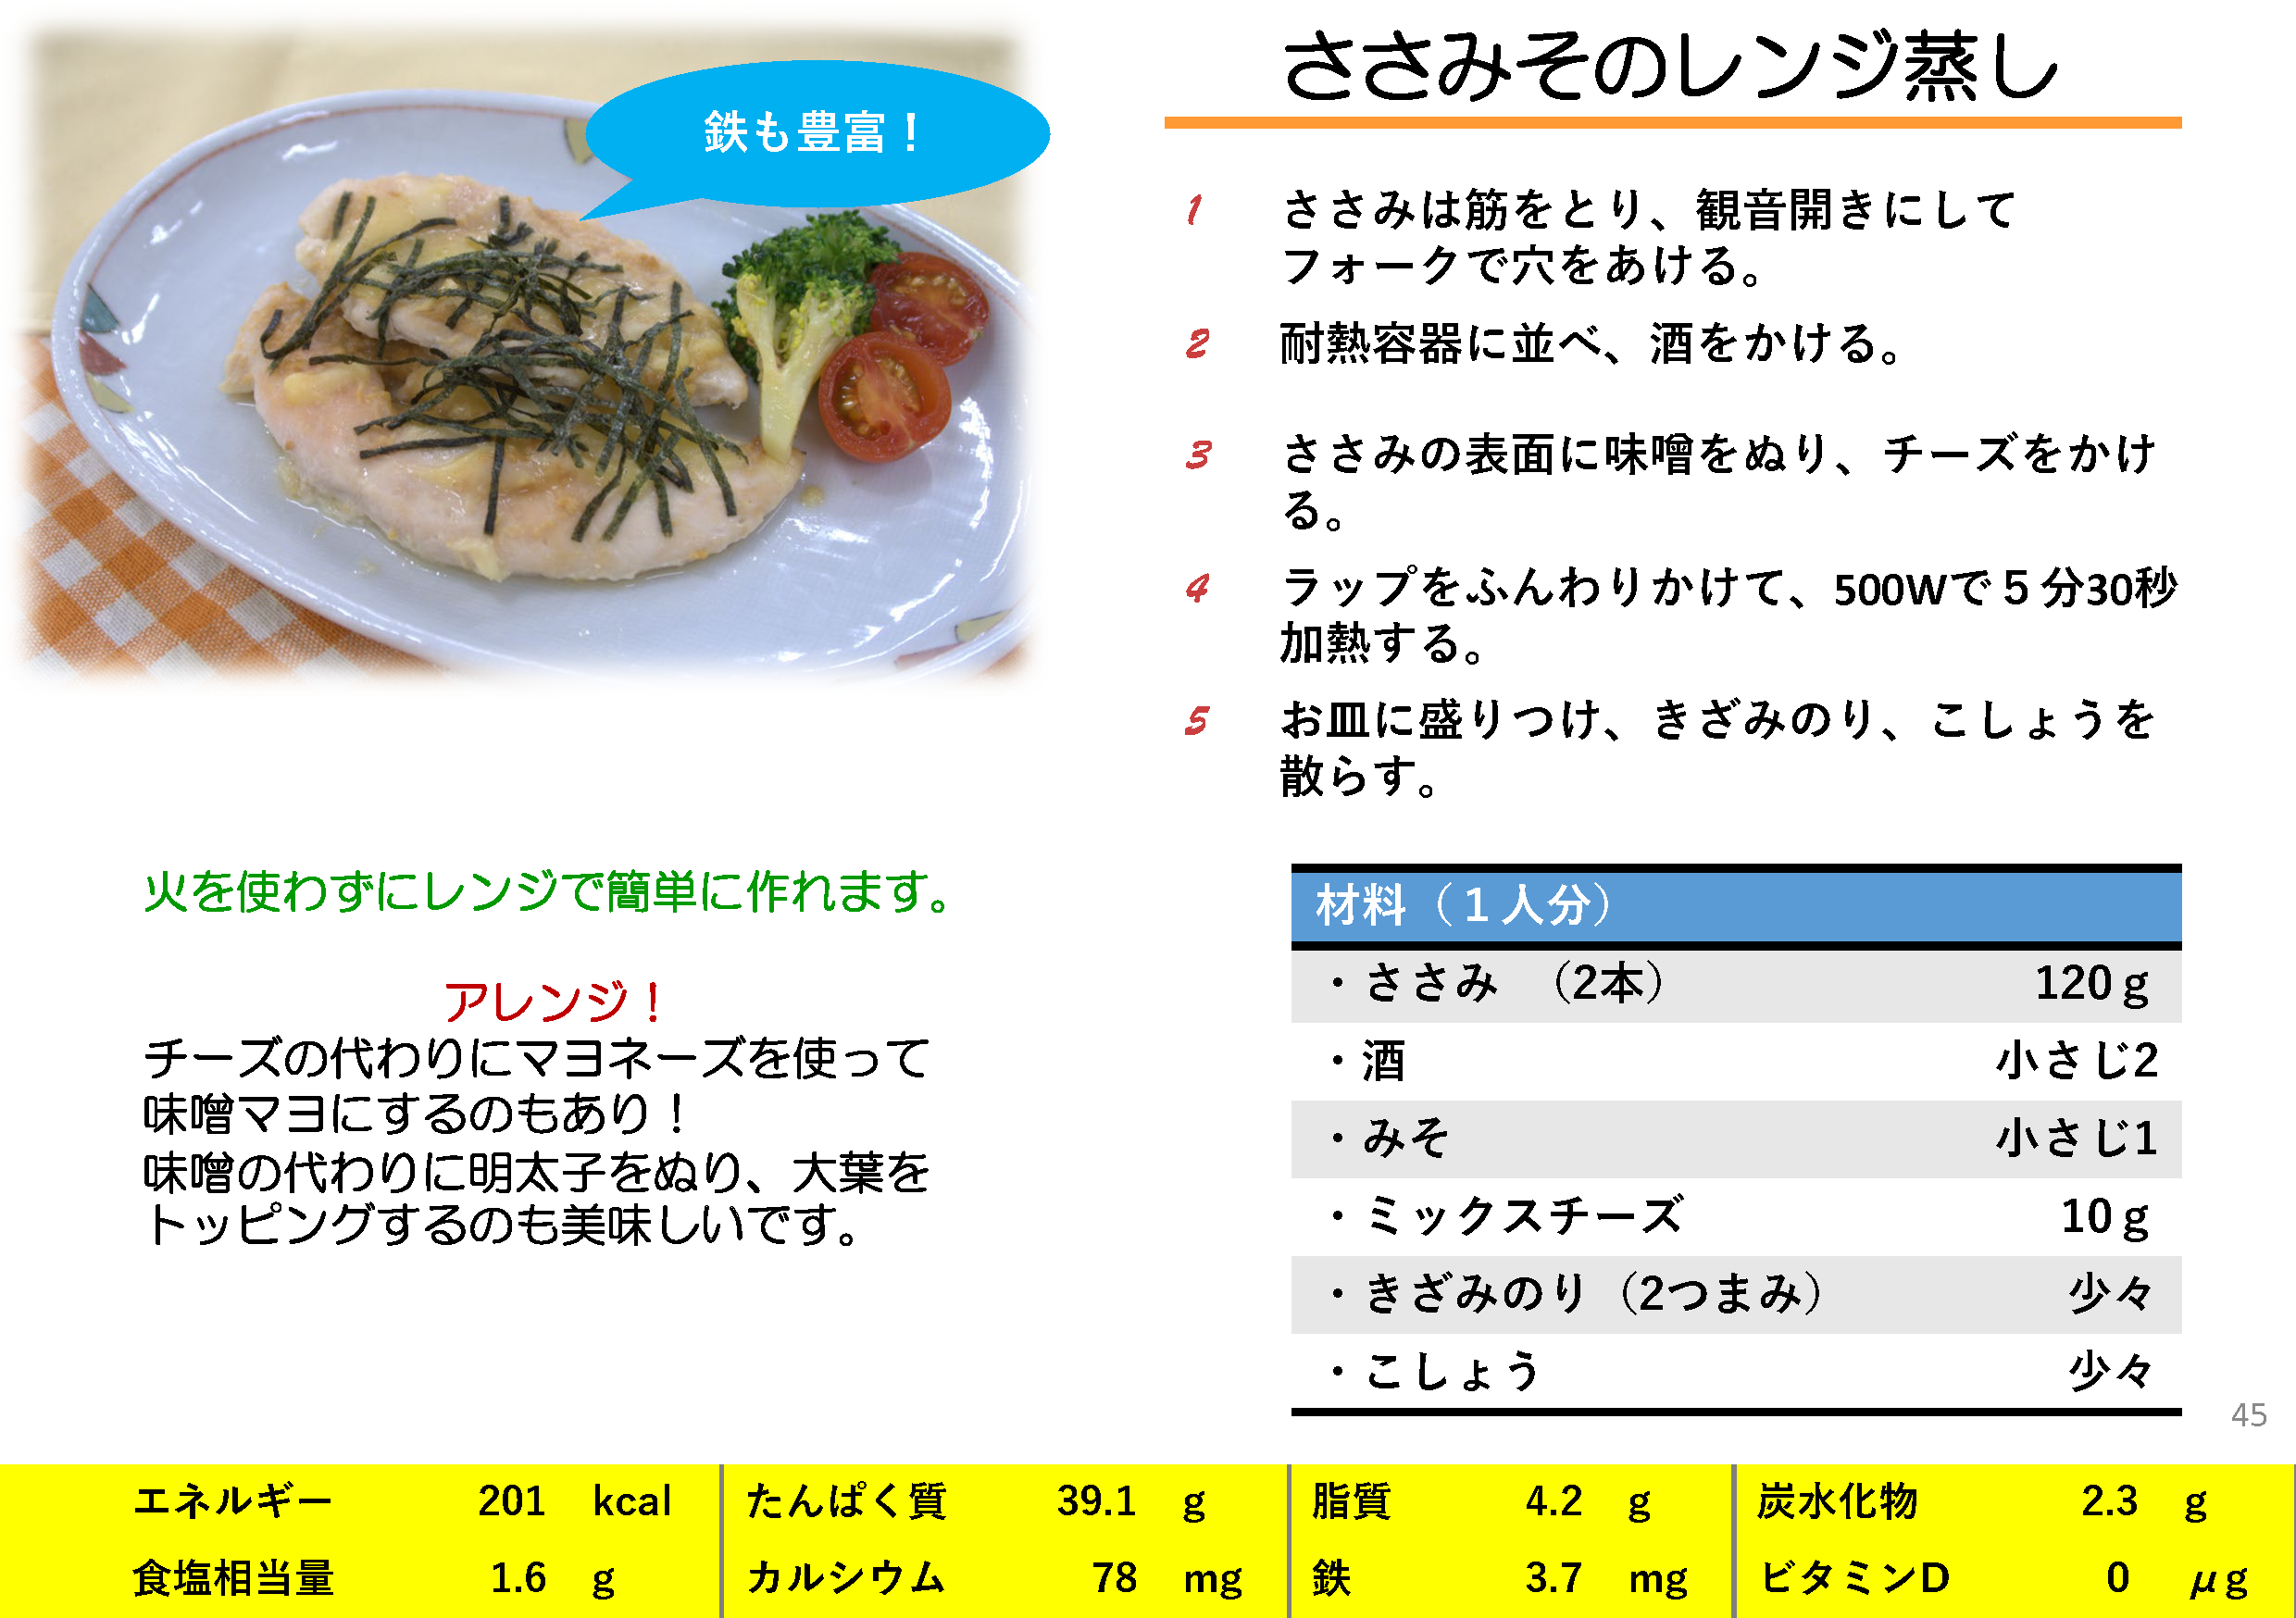 ささみそのレンジ蒸し
鉄も豊富！
1 ささみは筋をとり、観音開きにして
フォークで穴をあける。
2 耐熱容器に並べ、酒をかける。
3 ささみの表面に味噌をぬり、チーズをかけ
る。
4 ラップをふんわりかけて、500Wで５分30秒
加熱する。
5 お皿に盛りつけ、きざみのり、こしょうを
散らす。
火を使わずにレンジで簡単に作れます。
アレンジ！
チーズの代わりにマヨネーズを使って
味噌マヨにするのもあり！
味噌の代わりに明太子をぬり、大葉を
トッピングするのも美味しいです。
材料（１人分）
・ささみ （2本） 120ｇ
・酒 小さじ2
・みそ 小さじ1
・ミックスチーズ 10ｇ
・きざみのり（2つまみ） 少々
・こしょう 少々
45
エネルギー 201 kcal たんぱく質 39.1 g 脂質 4.2 g 炭水化物 2.3 g
食塩相当量 1.6 g カルシウム 78 mg 鉄 3.7 mg ビタミンD 0 μg